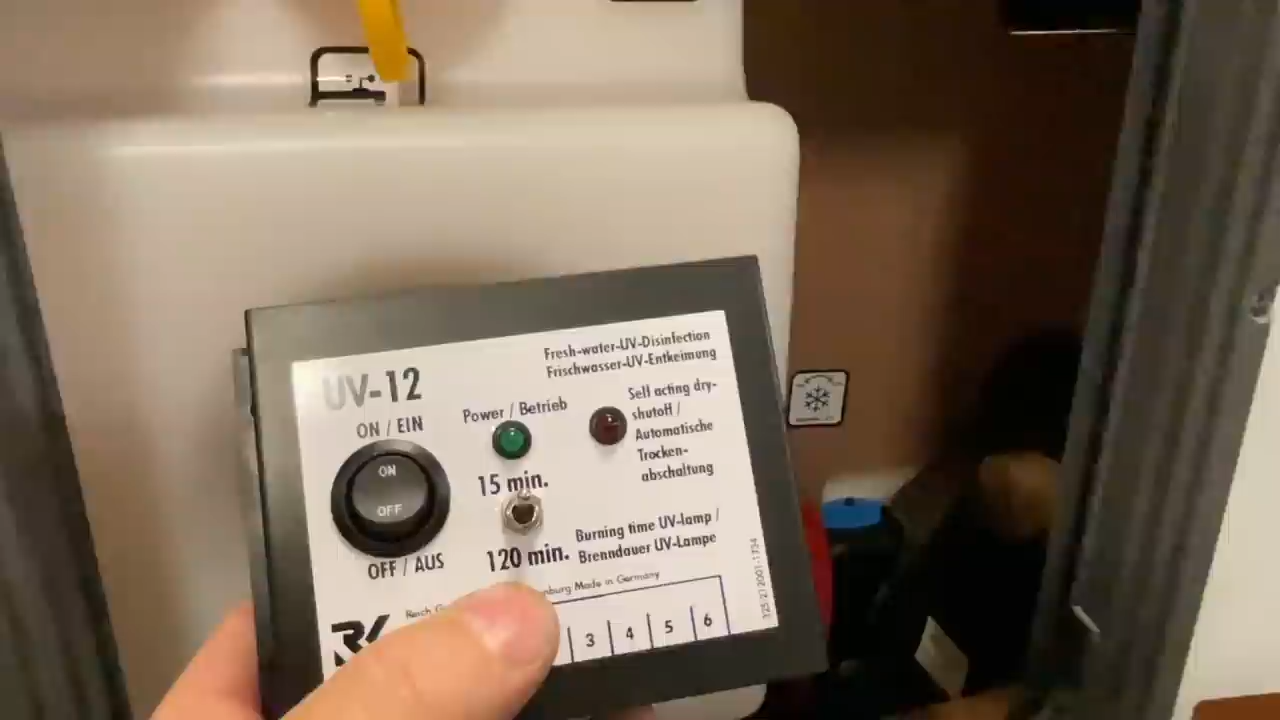 UV-12
Fresh-water-UV-Disinfection
Frischwasser-UV-Entkeimung
ON / EIN
ON
OFF
OFF / AUS
Power / Betrieb
Self acting dry-
shutoff /
Automatische
Trocken-
abschaltung
15 min.
120 min.
Burning time UV-lamp /
Brenndauer UV-Lampe
Reich
Made in Germany
3 4 5 6